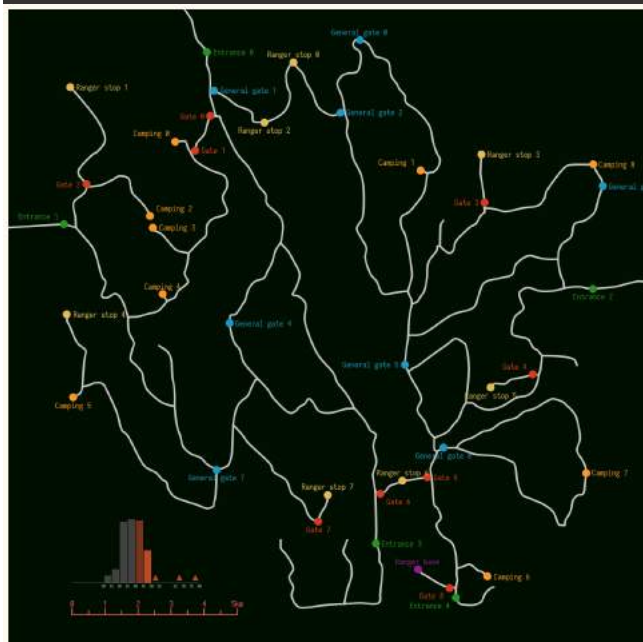 General gate 0
Entrance 0
Ranger stop 0
Ranger stop 1
General gate 1
General gate 2
Ranger stop 2
Gate 0
Camping 0
Gate 1
Ranger stop 3
Camping 1
Camping 8
Gate 2
General g
Camping 2
Gate 3
Entrance 1
Camping 3
Camping 4
Entrance 2
Ranger stop 4
General gate 4
General gate 5
Gate 4
Ranger stop 5
Camping 5
General gate 6
General gate 7
Ranger stop 6
Camping 7
Ranger stop 7
Gate 6
Gate 7
Entrance 3
Ranger base
Camping 6
Gate 8
Entrance 4
0 1 2 3 4 5km